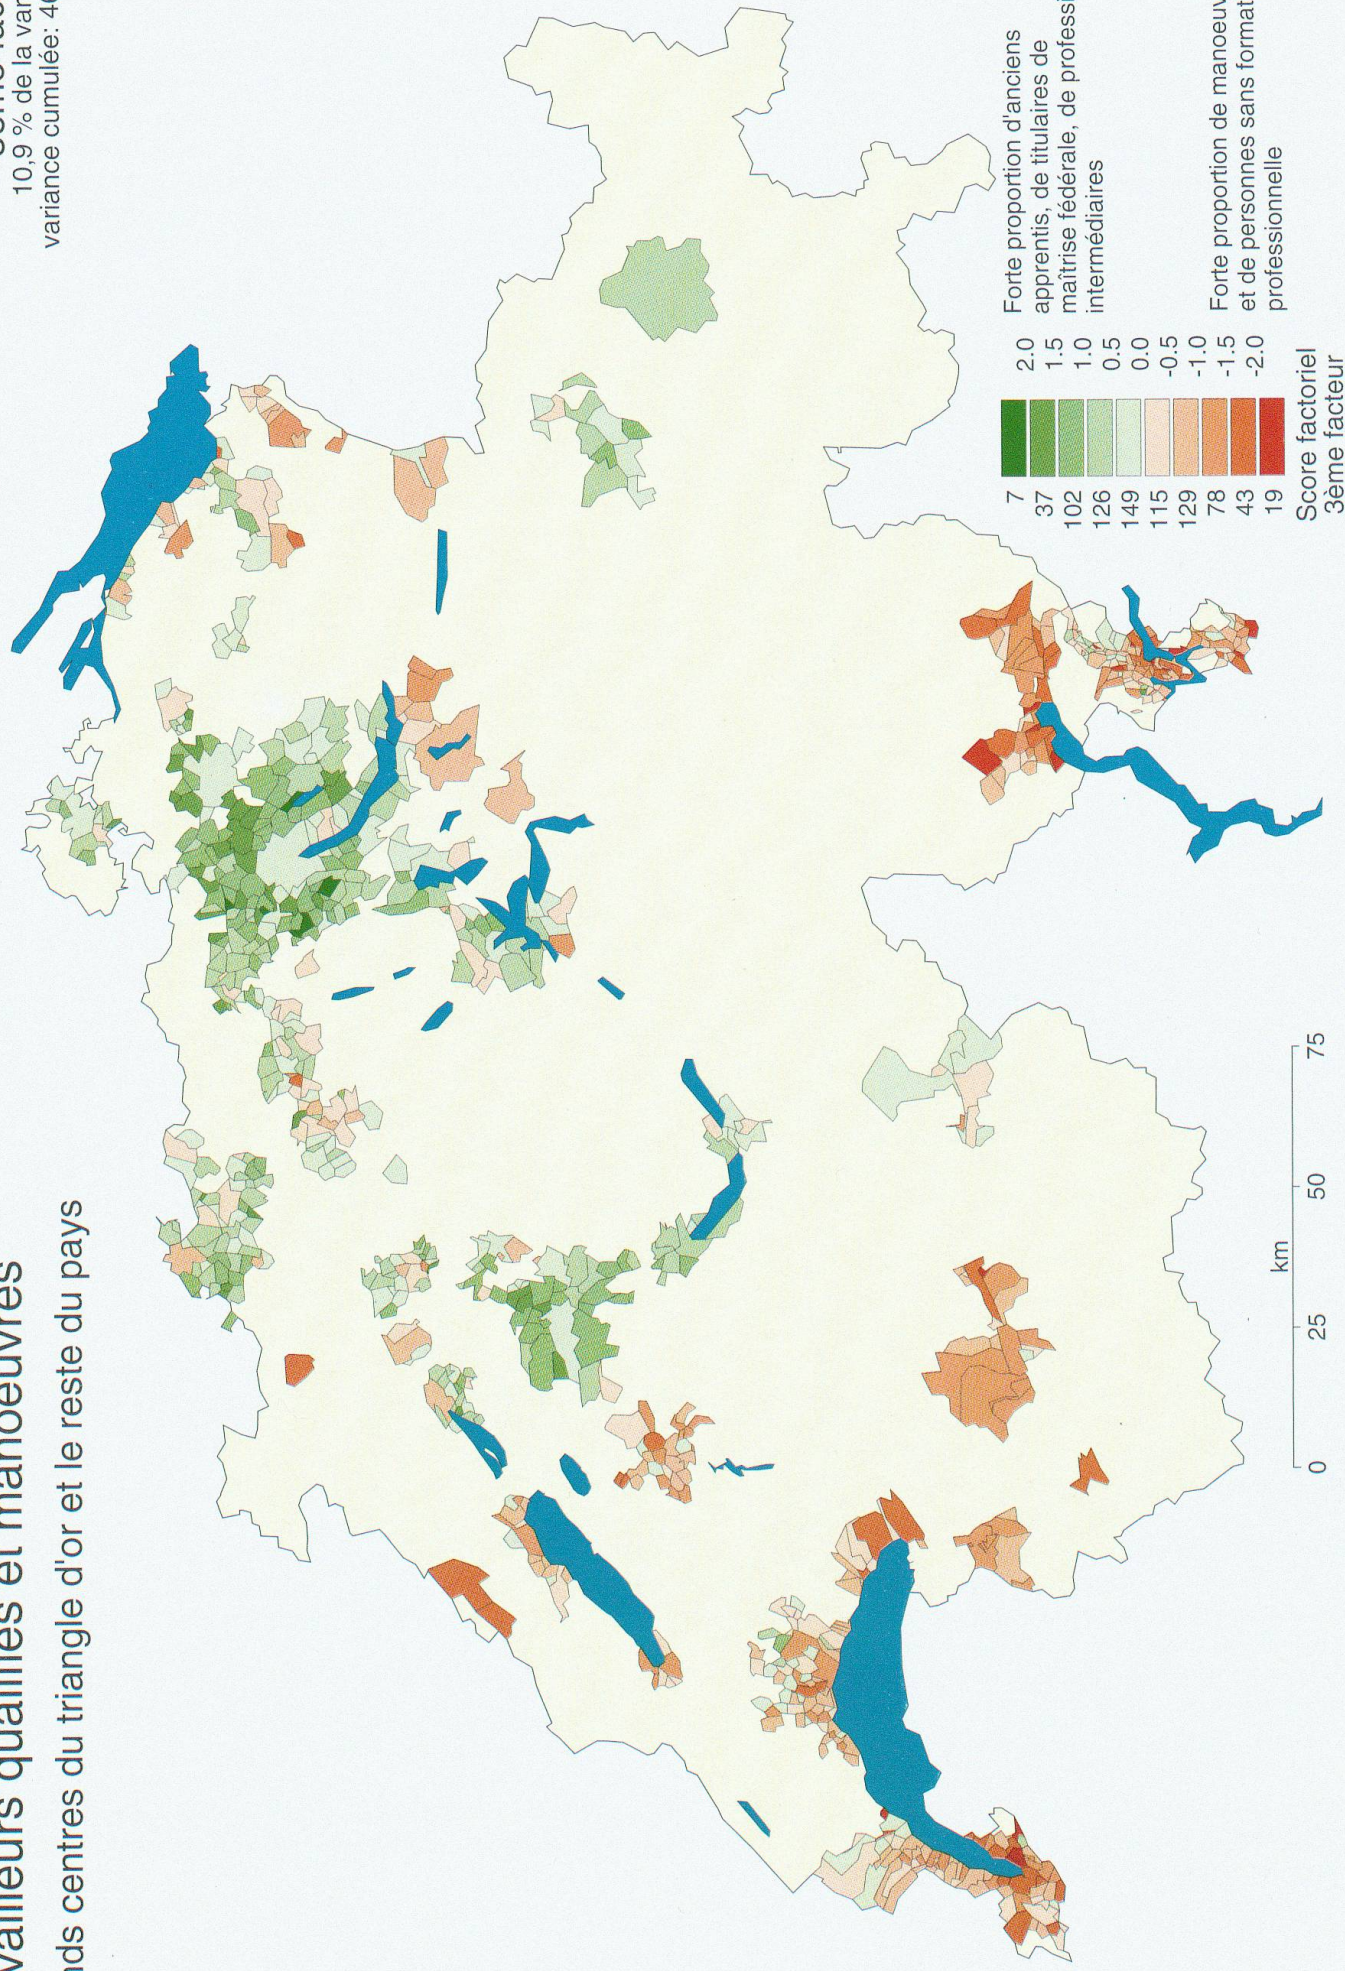 vailleurs qualifiés et manoeuvres
nds centres du triangle d'or et le reste du pays
10,9 % de la var
variance cumulée:
Forte proportion d'anciens
apprentis, de titulaires de
maîtrise fédérale, de professi
intermédiaires
Forte proportion de manoeuv
et de personnes sans format
professionnelle
2.0
1.5
1.0
0.5
0.0
-0.5
-1.0
-1.5
-2.0
7
37
102
126
149
115
129
78
43
19
Score factoriel
3ème facteur
km
0 25 50 75